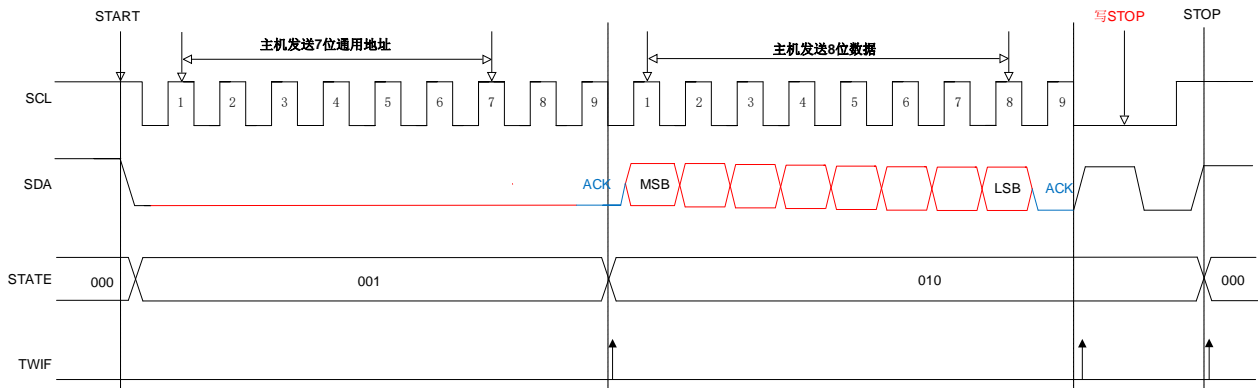 START
写STOP
STOP
主机发送7位通用地址
主机发送8位数据
SCL
1 2 3 4 5 6 7 8 9 1 2 3 4 5 6 7 8 9
SDA
ACK MSB LSB ACK
STATE
000 001 010 000
TWIF